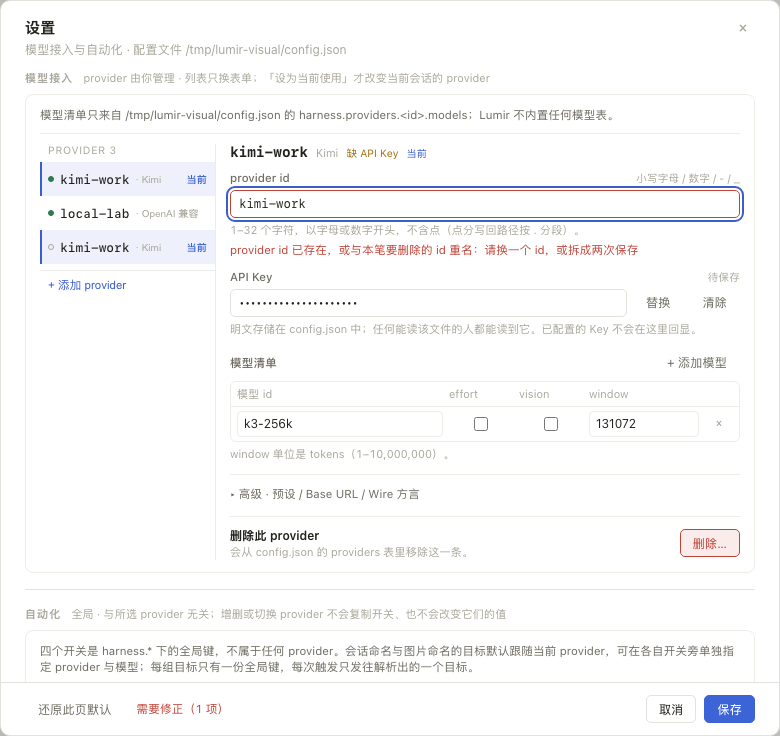 设置
×
模型接入与自动化 · 配置文件 /tmp/lumir-visual/config.json
模型接入 provider 由你管理 · 列表只换表单；「设为当前使用」才改变当前会话的 provider
模型清单只来自 /tmp/lumir-visual/config.json 的 harness.providers.<id>.models；Lumir 不内置任何模型表。
PROVIDER 3
kimi-work · Kimi 当前
local-lab · OpenAI 兼容
kimi-work · Kimi 当前
+ 添加 provider
kimi-work Kimi 缺 API Key 当前
provider id 小写字母 / 数字 / - / _
kimi-work
1–32 个字符，以字母或数字开头，不含点（点分写回路径按 . 分段）。
provider id 已存在，或与本笔要删除的 id 重名：请换一个 id，或拆成两次保存
API Key 待保存
••••••••••••••••••••• 替换 清除
明文存储在 config.json 中；任何能读该文件的人都能读到它。已配置的 Key 不会在这里回显。
模型清单 + 添加模型
模型 id effort vision window
k3-256k 131072 ×
window 单位是 tokens（1–10,000,000）。
▸ 高级 · 预设 / Base URL / Wire 方言
删除此 provider
会从 config.json 的 providers 表里移除这一条。
删除…
自动化 全局 · 与所选 provider 无关；增删或切换 provider 不会复制开关、也不会改变它们的值
四个开关是 harness.* 下的全局键，不属于任何 provider。会话命名与图片命名的目标默认跟随当前 provider，可在各自开关旁单独指
定 provider 与模型；每组目标只有一份全局键，每次触发只发往解析出的一个目标。
还原此页默认 需要修正（1 项） 取消 保存